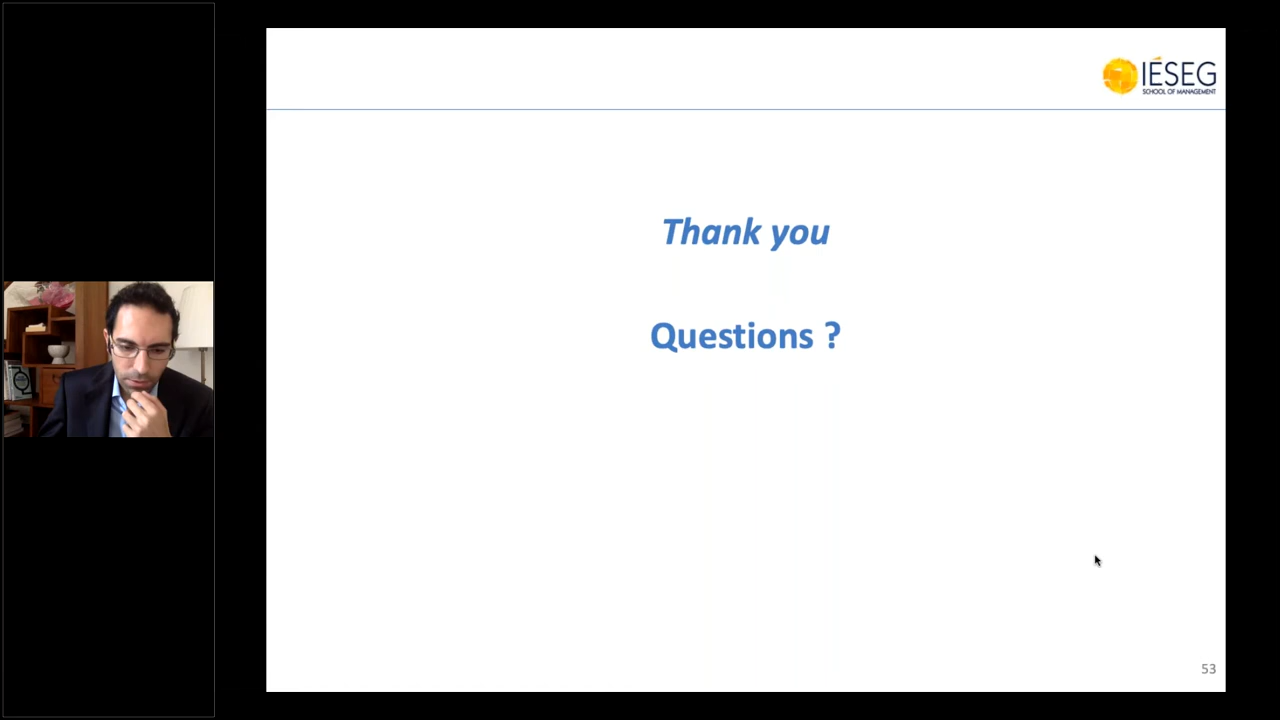 IÉSEG
SCHOOL OF MANAGEMENT
Thank you
Questions ?
53